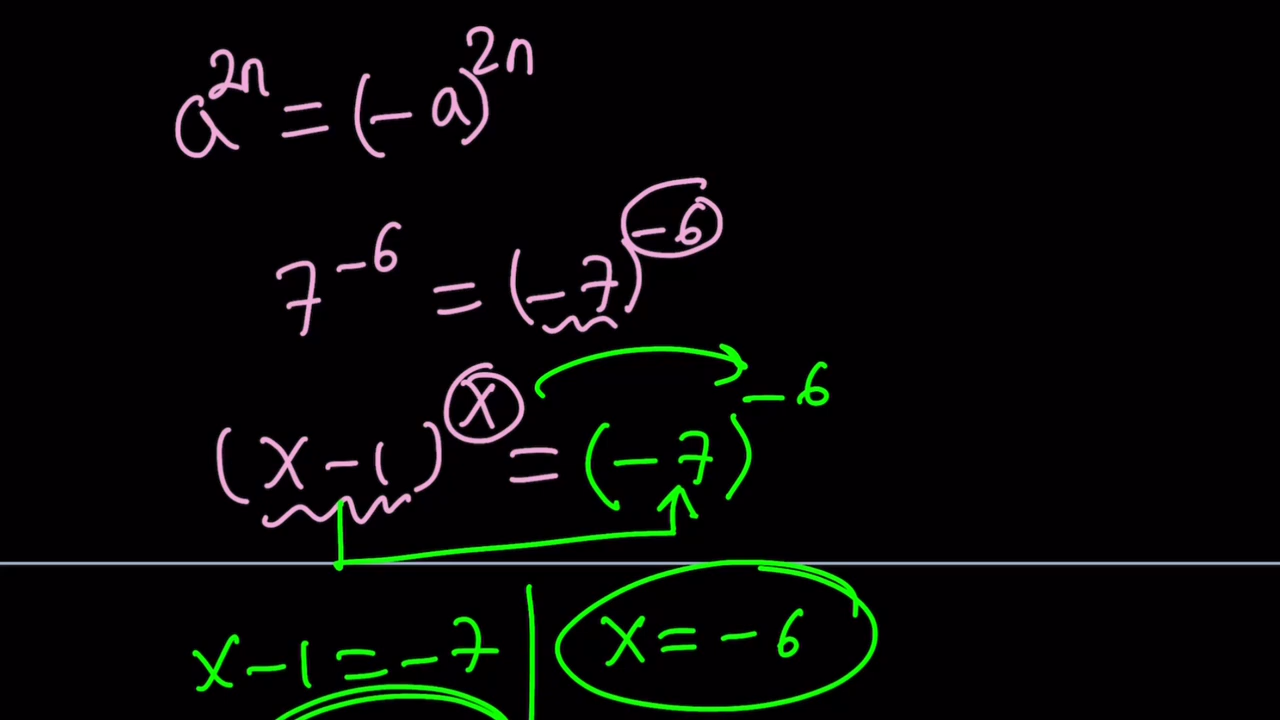 a^{2n} = (-a)^{2n}
7^{-6} = (-7)^{-6}
(x-1)^x = (-7)^{-6}
x-1 = -7 | x = -6